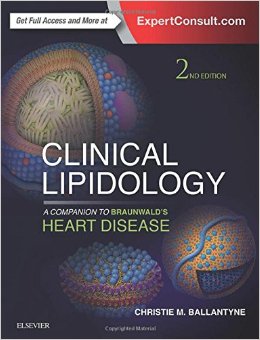 Get Full Access and More at
ExpertConsult.com
2ND EDITION
CLINICAL
LIPIDOLOGY
A COMPANION TO BRAUNWALD'S
HEART DISEASE
CHRISTIE M. BALLANTYNE
ELSEVIER